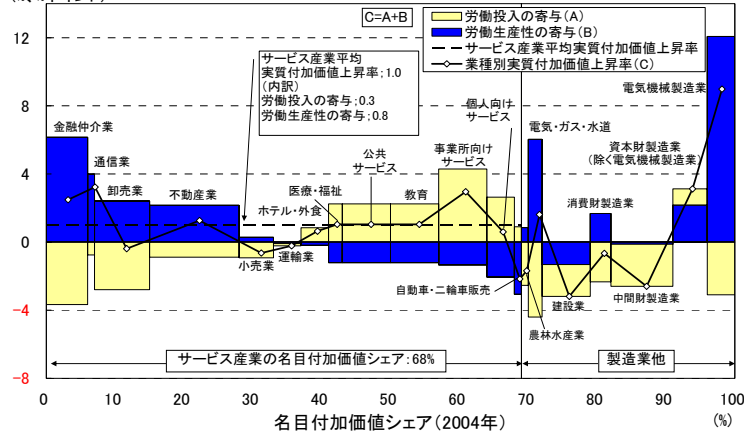 C=A+B
労働投入の寄与(A)
労働生産性の寄与(B)
サービス産業平均実質付加価値上昇率
業種別実質付加価値上昇率(C)
サービス産業平均
実質付加価値上昇率;1.0
(内訳)
労働投入の寄与;0.3
労働生産性の寄与;0.8
12
8
4
0
-4
-8
金融仲介業
通信業
卸売業
不動産業
小売業
運輸業
ホテル・外食
医療・福祉
公共
サービス
教育
事業所向け
サービス
個人向け
サービス
自動車・二輪車販売
農林水産業
電気・ガス・水道
建設業
消費財製造業
中間財製造業
資本財製造業
(除く電気機械製造業)
電気機械製造業
サービス産業の名目付加価値シェア:68%
製造業他
0 10 20 30 40 50 60 70 80 90 100
名目付加価値シェア(2004年)
(%)